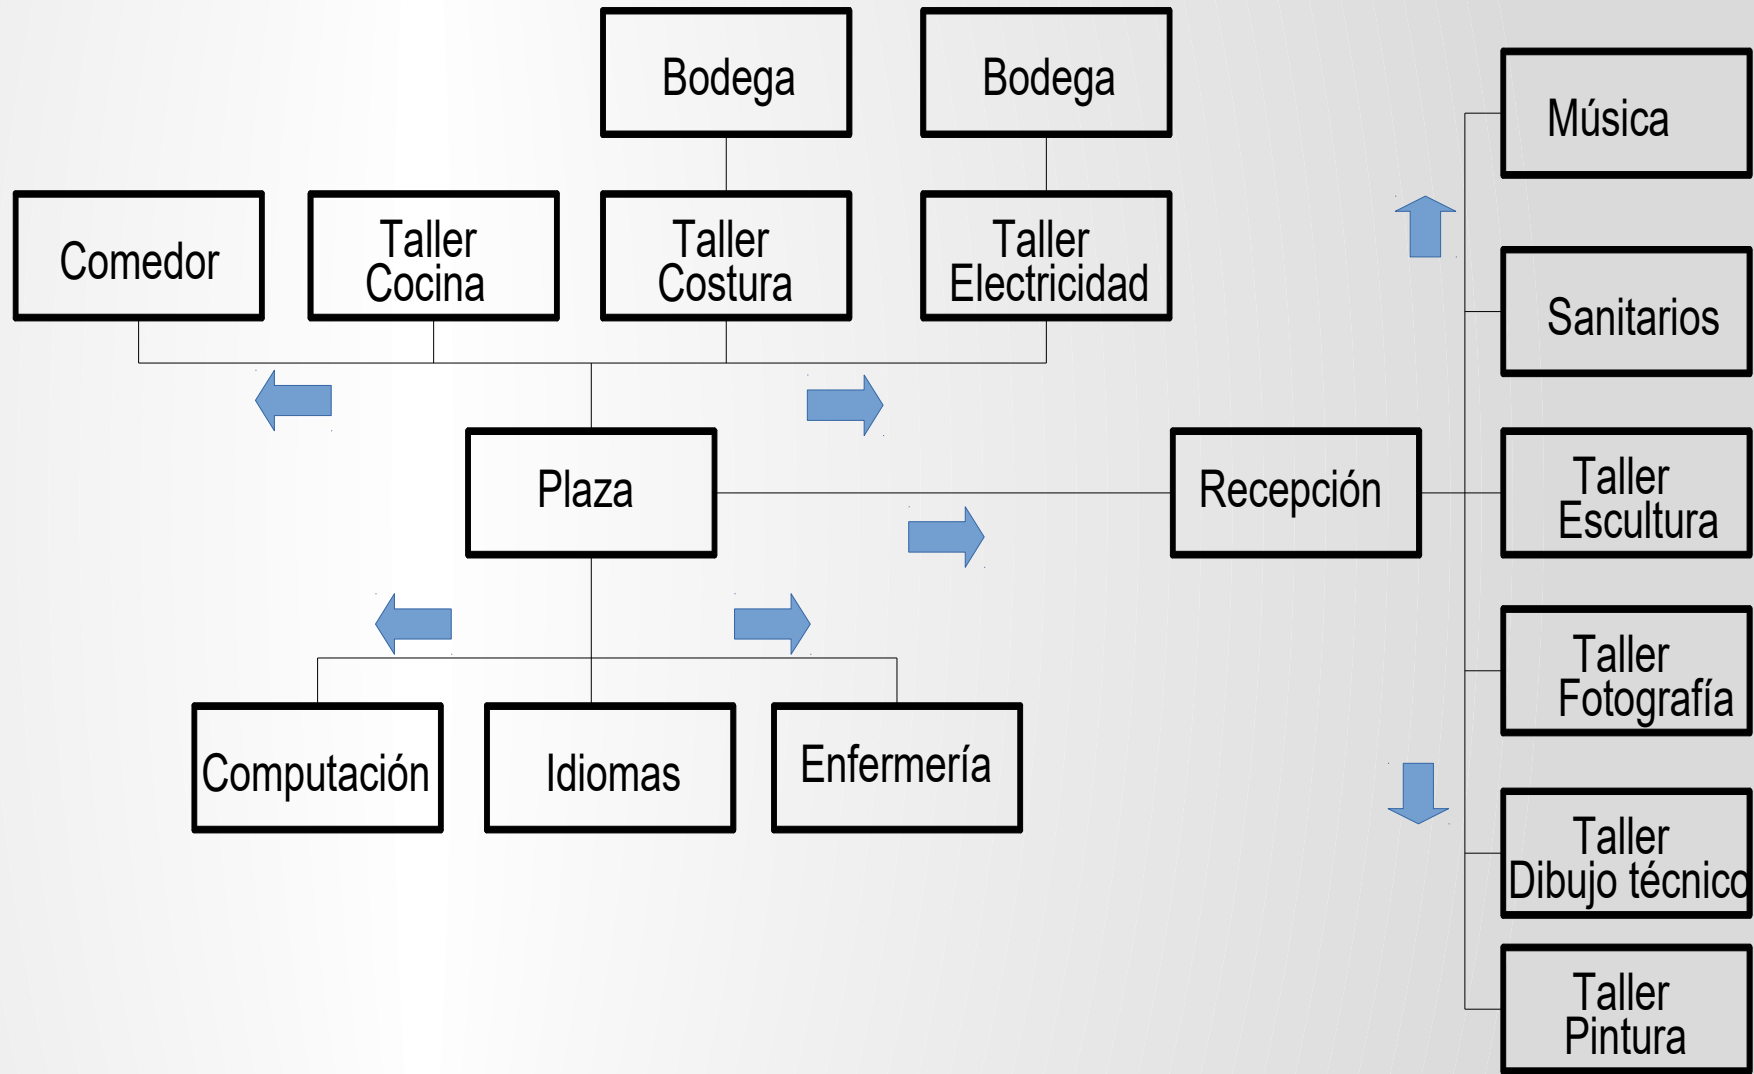 Bodega
Bodega
Música
Comedor
Taller
Cocina
Taller
Costura
Taller
Electricidad
Sanitarios
Plaza
Recepción
Taller
Escultura
Taller
Fotografía
Computación
Idiomas
Enfermería
Taller
Dibujo técnico
Taller
Pintura